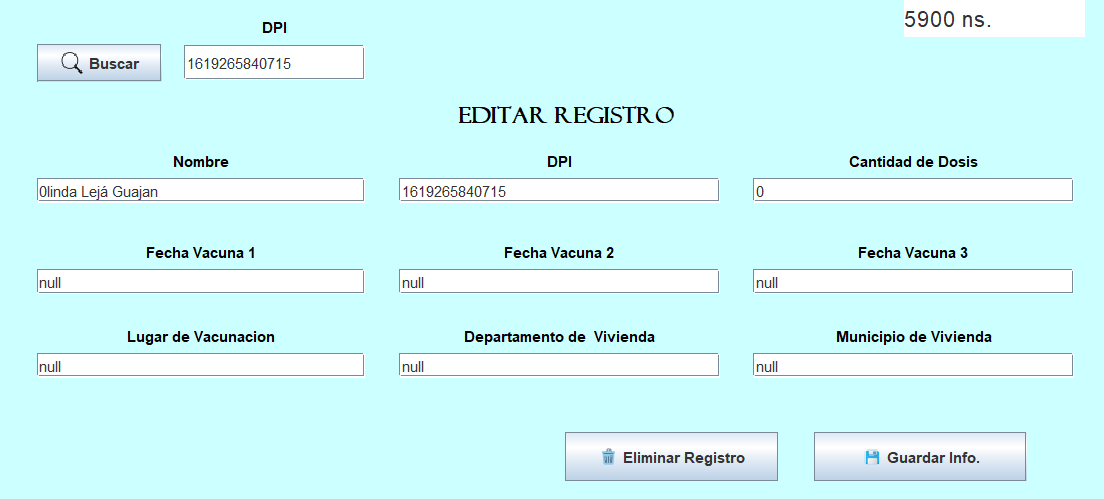 5900 ns.
DPI
Buscar
1619265840715
EDITAR REGISTRO
Nombre
DPI
Cantidad de Dosis
0linda Lejá Guajan
1619265840715
0
Fecha Vacuna 1
Fecha Vacuna 2
Fecha Vacuna 3
null
null
null
Lugar de Vacunacion
Departamento de  Vivienda
Municipio de Vivienda
null
null
null
Eliminar Registro
Guardar Info.